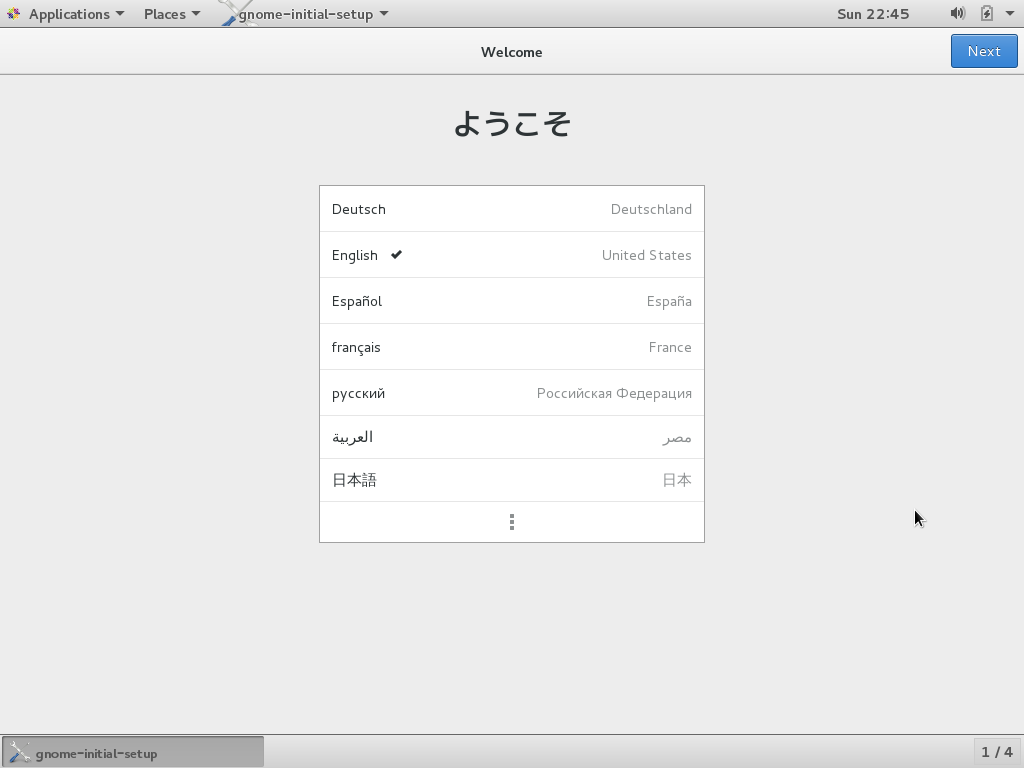 Applications Places gnome-initial-setup Sun 22:45
Welcome Next
ようこそ
Deutsch Deutschland
English United States
Español España
français France
русский Российская Федерация
العربية مصر
日本語 日本
gnome-initial-setup 1 / 4